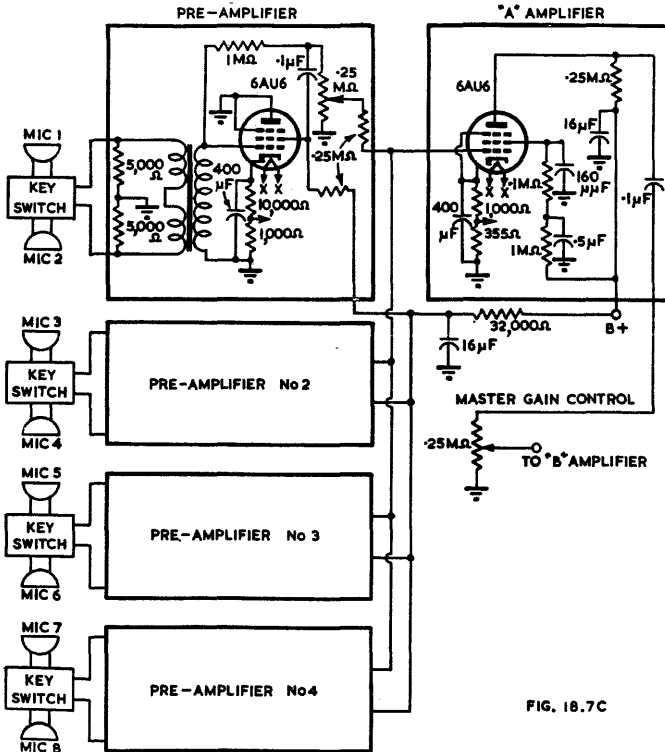 PRE-AMPLIFIER
"A" AMPLIFIER
1MΩ
·1µF
·25
MΩ
6AU6
·25MΩ
MIC 1
KEY
SWITCH
MIC 2
5,000
Ω
5,000
Ω
400
µF
X X
10,000Ω
1,000Ω
6AU6
·25MΩ
16µF
·1MΩ
160
µµF
400
µF
X X
1,000Ω
355Ω
1MΩ
·5µF
·1µF
MIC 3
KEY
SWITCH
MIC 4
PRE-AMPLIFIER No 2
16µF
32,000Ω
B+
MASTER GAIN CONTROL
·25MΩ
TO "B" AMPLIFIER
MIC 5
KEY
SWITCH
MIC 6
PRE-AMPLIFIER No 3
MIC 7
KEY
SWITCH
MIC 8
PRE-AMPLIFIER No 4
FIG. 18.7C